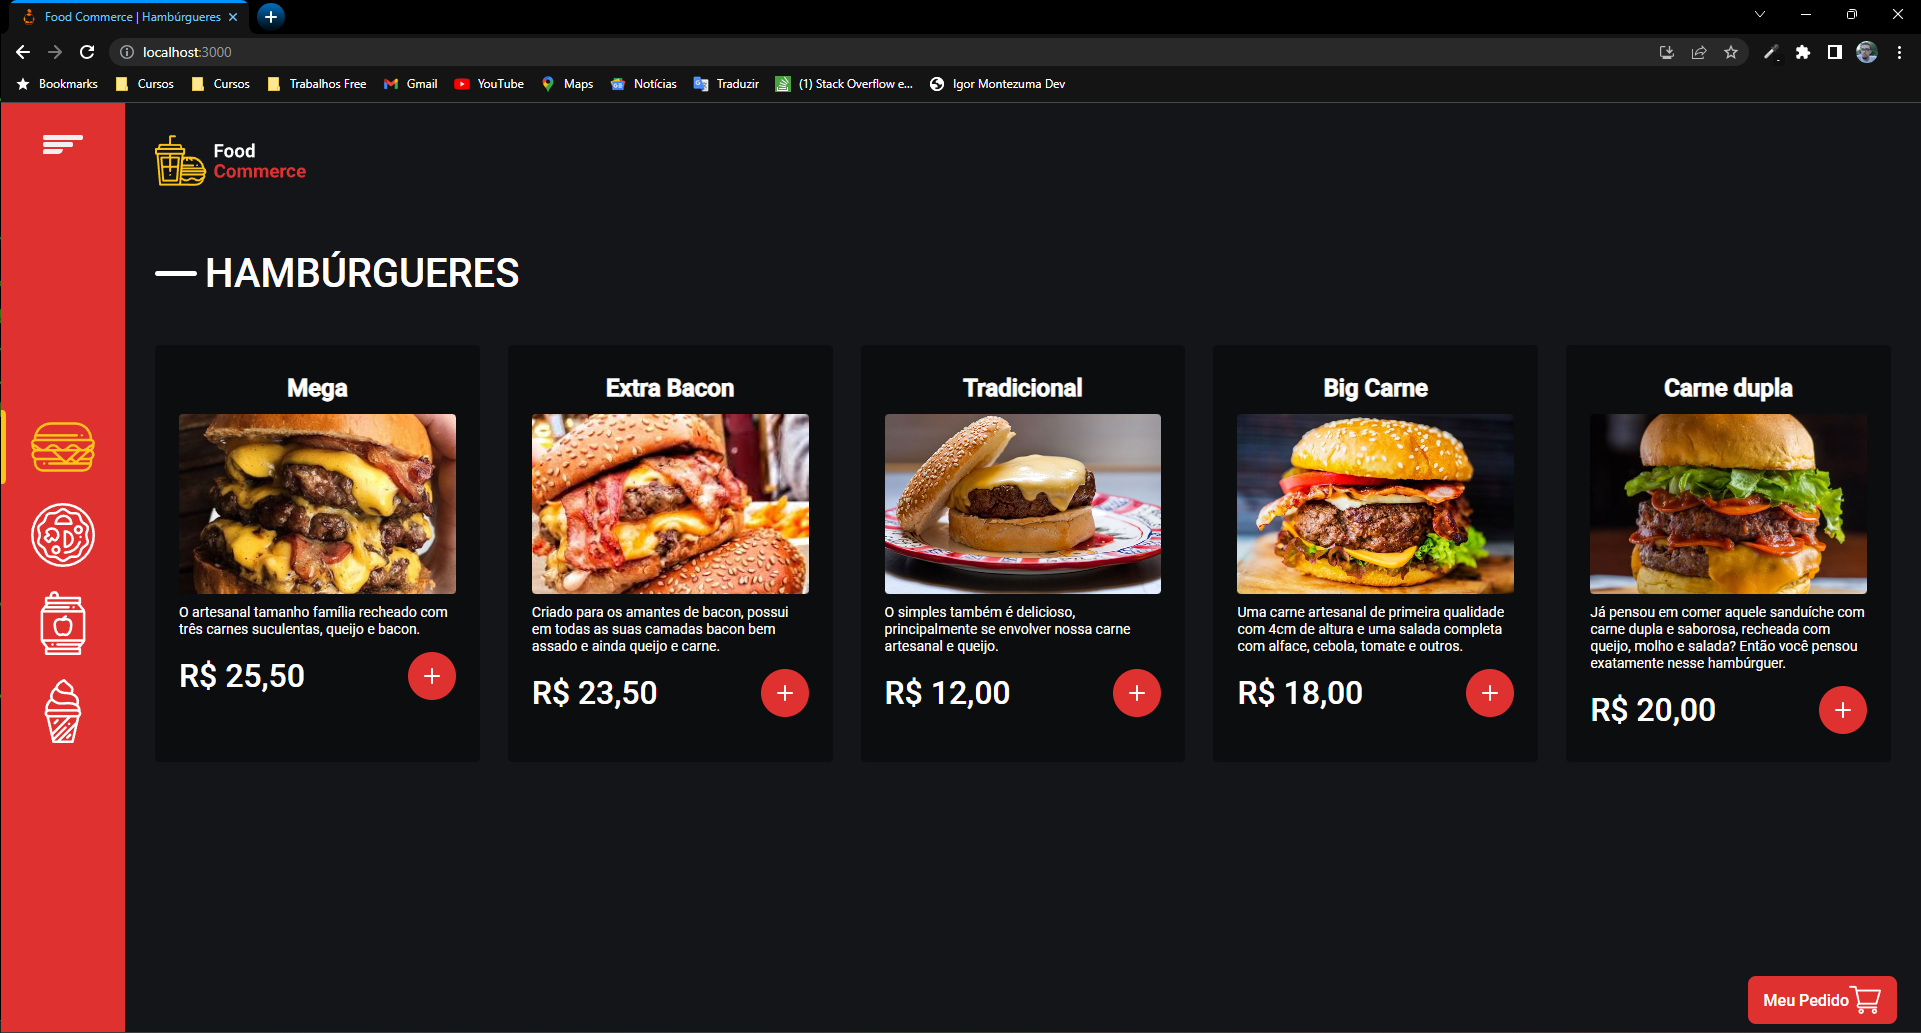 Food Commerce | Hambúrgueres
localhost:3000
Bookmarks Cursos Cursos Trabalhos Free Gmail YouTube Maps Notícias Traduzir (1) Stack Overflow e... Igor Montezuma Dev
Food
Commerce
HAMBÚRGUERES
Mega
O artesanal tamanho família recheado com
três carnes suculentas, queijo e bacon.
R$ 25,50
Extra Bacon
Criado para os amantes de bacon, possui
em todas as suas camadas bacon bem
assado e ainda queijo e carne.
R$ 23,50
Tradicional
O simples também é delicioso,
principalmente se envolver nossa carne
artesanal e queijo.
R$ 12,00
Big Carne
Uma carne artesanal de primeira qualidade
com 4cm de altura e uma salada completa
com alface, cebola, tomate e outros.
R$ 18,00
Carne dupla
Já pensou em comer aquele sanduíche com
carne dupla e saborosa, recheada com
queijo, molho e salada? Então você pensou
exatamente nesse hambúrguer.
R$ 20,00
Meu Pedido